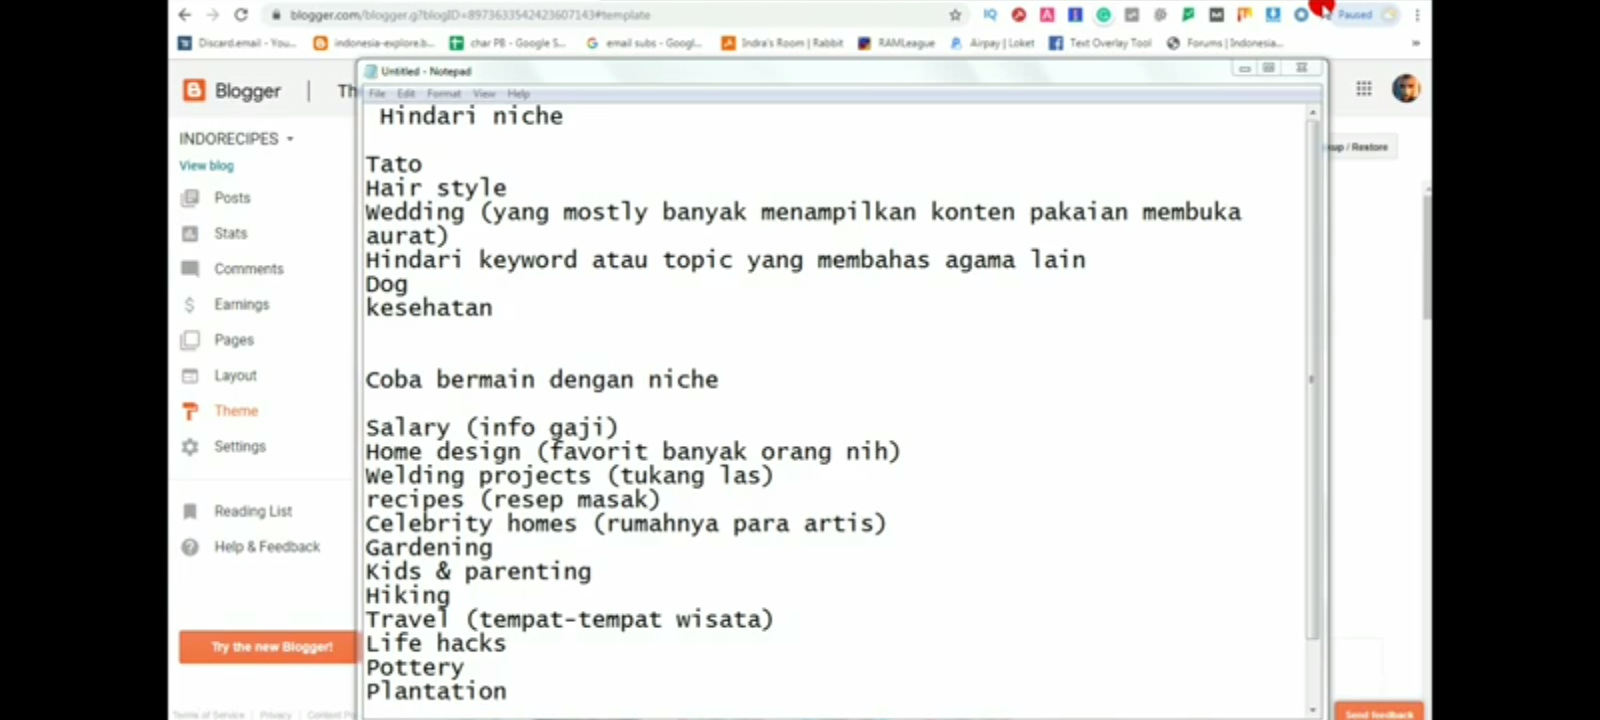 blogger.com/blogger.g?blogID=8973633542423607143#template
Paused
Discard.email - You...
indonesia-explore.b...
char PB - Google S...
email subs - Googl...
Indra's Room | Rabbit
RAMLeague
Airpay | Loket
Text Overlay Tool
Forums | Indonesia...
»
Untitled - Notepad
Blogger
Th
File Edit Format View Help
INDORECIPES
View blog
Posts
Stats
Comments
Earnings
Pages
Layout
Theme
Settings
Reading List
Help & Feedback
Try the new Blogger!
Terms of Service | Privacy | Content Po
Hindari niche
Tato
Hair style
Wedding (yang mostly banyak menampilkan konten pakaian membuka
aurat)
Hindari keyword atau topic yang membahas agama lain
Dog
kesehatan
Coba bermain dengan niche
Salary (info gaji)
Home design (favorit banyak orang nih)
Welding projects (tukang las)
recipes (resep masak)
Celebrity homes (rumahnya para artis)
Gardening
Kids & parenting
Hiking
Travel (tempat-tempat wisata)
Life hacks
Pottery
Plantation
up / Restore
Send feedback